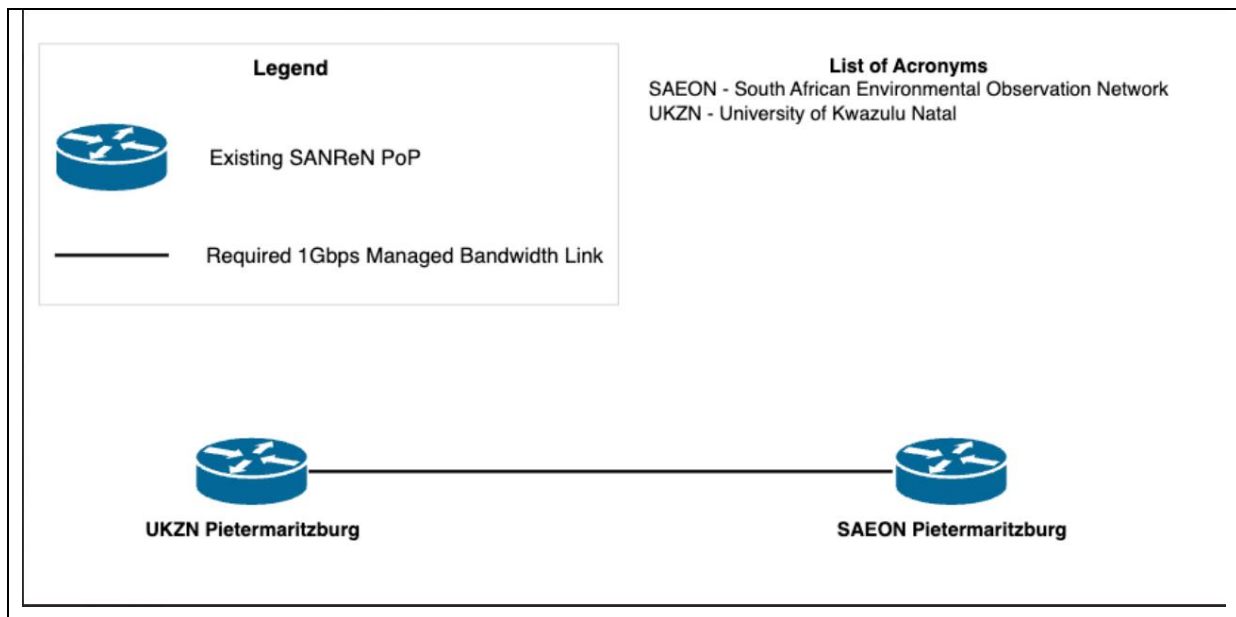 Legend
Existing SANReN PoP
Required 1Gbps Managed Bandwidth Link
List of Acronyms
SAEON - South African Environmental Observation Network
UKZN - University of Kwazulu Natal
UKZN Pietermaritzburg
SAEON Pietermaritzburg